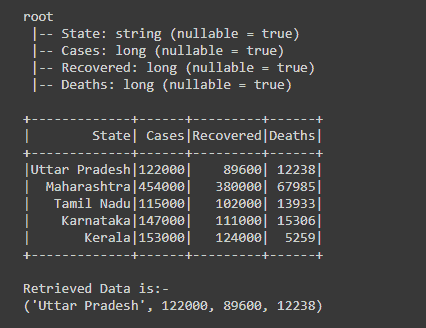 root
 |-- State: string (nullable = true)
 |-- Cases: long (nullable = true)
 |-- Recovered: long (nullable = true)
 |-- Deaths: long (nullable = true)

+-------------+------+---------+------+
|        State| Cases|Recovered|Deaths|
+-------------+------+---------+------+
|Uttar Pradesh|122000|    89600| 12238|
|  Maharashtra|454000|   380000| 67985|
|   Tamil Nadu|115000|   102000| 13933|
|    Karnataka|147000|   111000| 15306|
|       Kerala|153000|   124000|  5259|
+-------------+------+---------+------+

Retrieved Data is:-
('Uttar Pradesh', 122000, 89600, 12238)